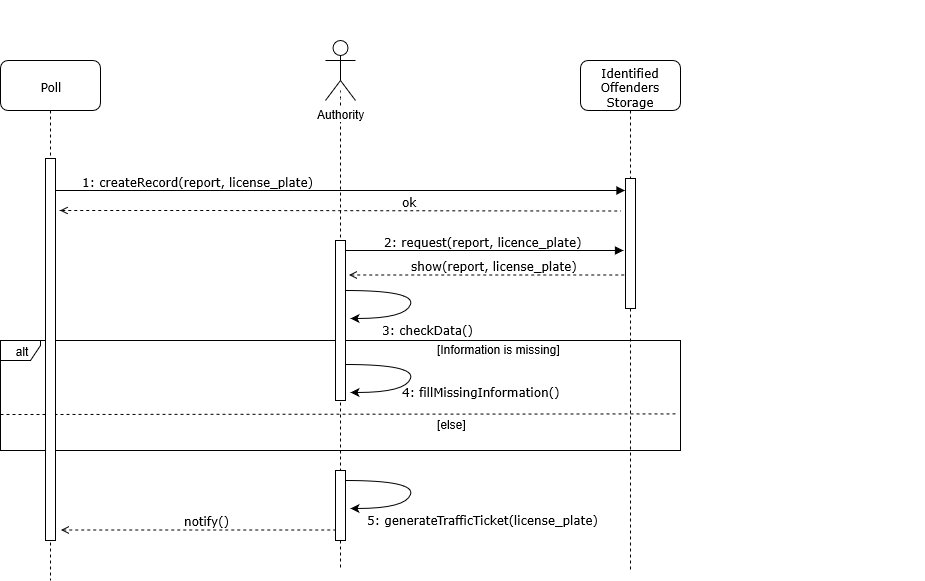 Poll
Authority
Identified
Offenders
Storage
1: createRecord(report, license_plate)
ok
2: request(report, licence_plate)
show(report, license_plate)
3: checkData()
alt
[Information is missing]
4: fillMissingInformation()
[else]
5: generateTrafficTicket(license_plate)
notify()